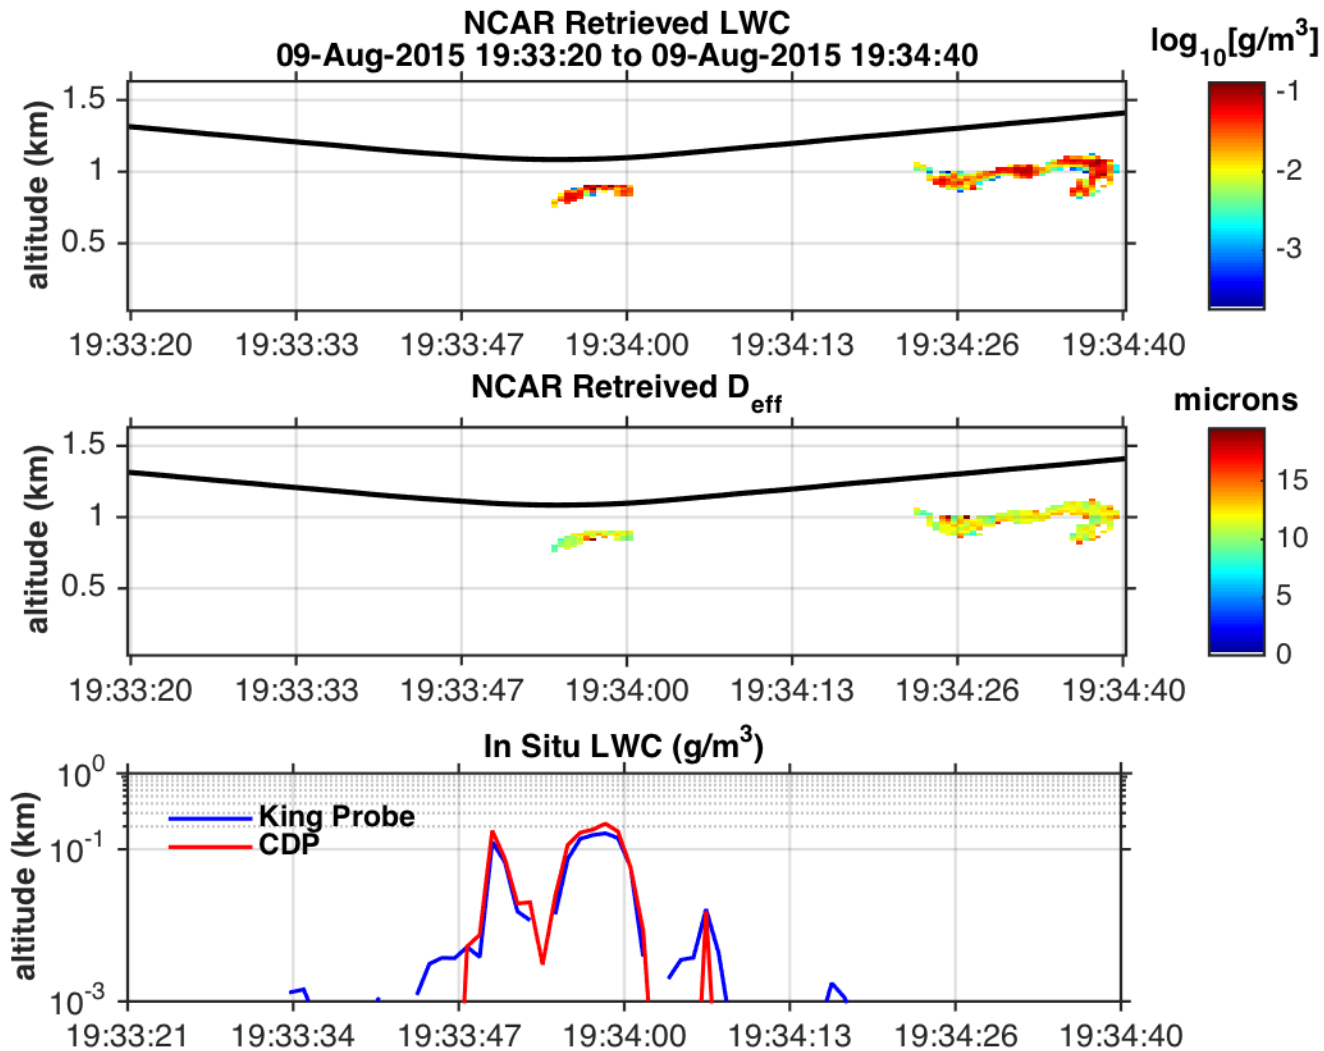 NCAR Retrieved LWC
09-Aug-2015 19:33:20 to 09-Aug-2015 19:34:40
log10[g/m3]
altitude (km)
1.5
1
0.5
-1
-2
-3
19:33:20 19:33:33 19:33:47 19:34:00 19:34:13 19:34:26 19:34:40
NCAR Retreived Deff
microns
altitude (km)
1.5
1
0.5
15
10
5
0
19:33:20 19:33:33 19:33:47 19:34:00 19:34:13 19:34:26 19:34:40
In Situ LWC (g/m3)
altitude (km)
10^0
10^-1
10^-3
King Probe
CDP
19:33:21 19:33:34 19:33:47 19:34:00 19:34:13 19:34:26 19:34:40